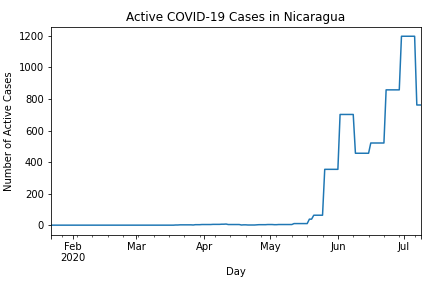 Active COVID-19 Cases in Nicaragua
Number of Active Cases
1200
1000
800
600
400
200
0
Feb
2020
Mar
Apr
May
Jun
Jul
Day